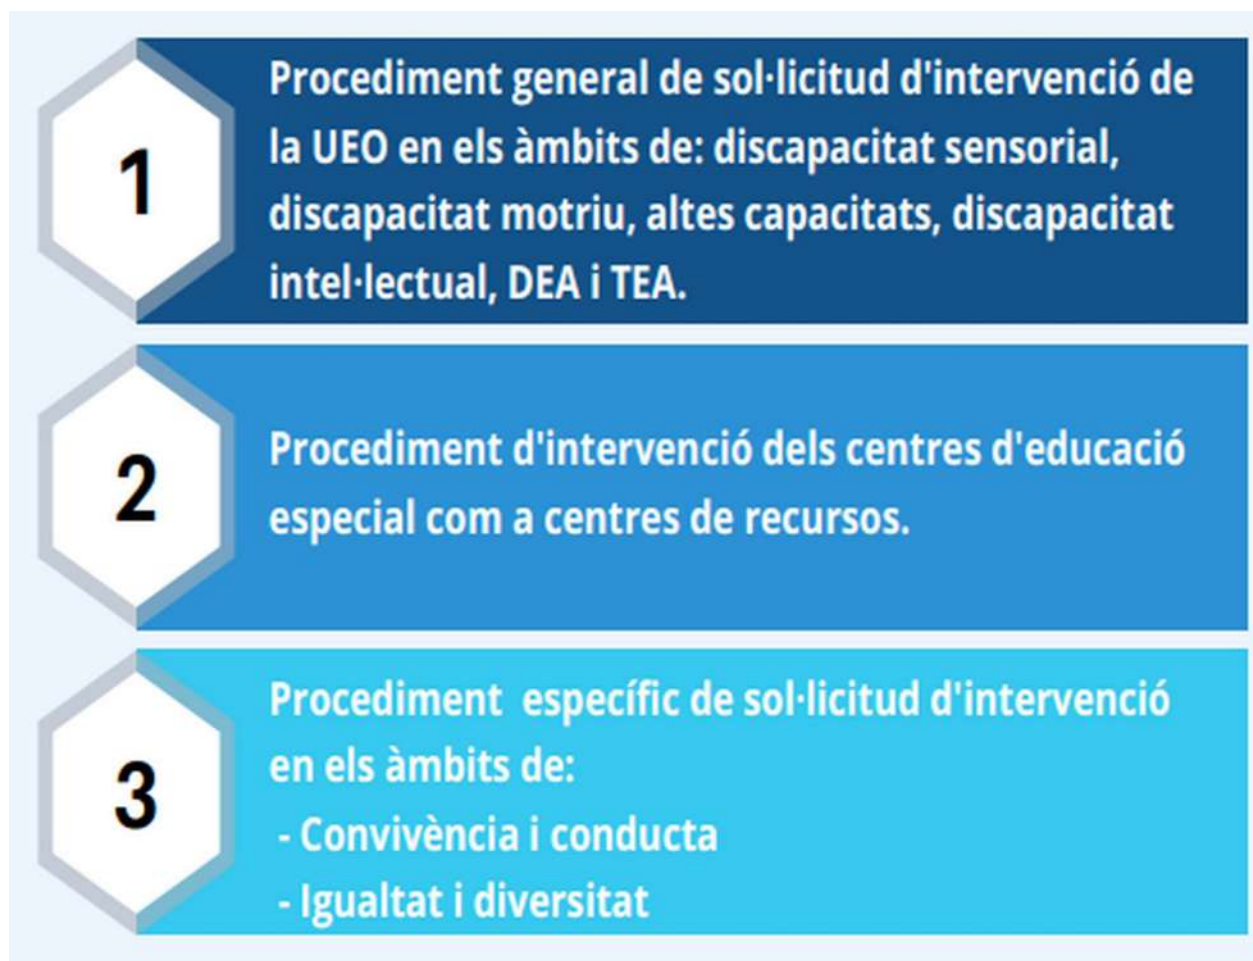 1
Procediment general de sol·licitud d'intervenció de
la UEO en els àmbits de: discapacitat sensorial,
discapacitat motriu, altes capacitats, discapacitat
intel·lectual, DEA i TEA.
2
Procediment d'intervenció dels centres d'educació
especial com a centres de recursos.
3
Procediment  específic de sol·licitud d'intervenció
en els àmbits de:
- Convivència i conducta
- Igualtat i diversitat